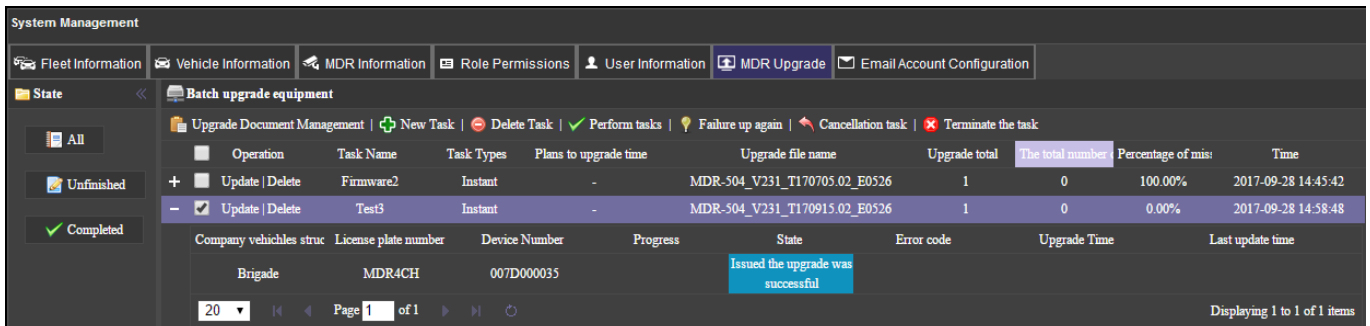 System Management
Fleet Information Vehicle Information MDR Information Role Permissions User Information MDR Upgrade Email Account Configuration
State Batch upgrade equipment
Upgrade Document Management | New Task | Delete Task | Perform tasks | Failure up again | Cancellation task | Terminate the task
All
Operation Task Name Task Types Plans to upgrade time Upgrade file name Upgrade total The total number Percentage of mis Time
Unfinished
Update | Delete Firmware2 Instant - MDR-504_V231_T170705.02_E0526 1 0 100.00% 2017-09-28 14:45:42
Update | Delete Test3 Instant - MDR-504_V231_T170915.02_E0526 1 0 0.00% 2017-09-28 14:58:48
Completed
Company vehichles struc License plate number Device Number Progress State Error code Upgrade Time Last update time
Brigade MDR4CH 007D000035 Issued the upgrade was
successful
20 Page 1 of 1 Displaying 1 to 1 of 1 items